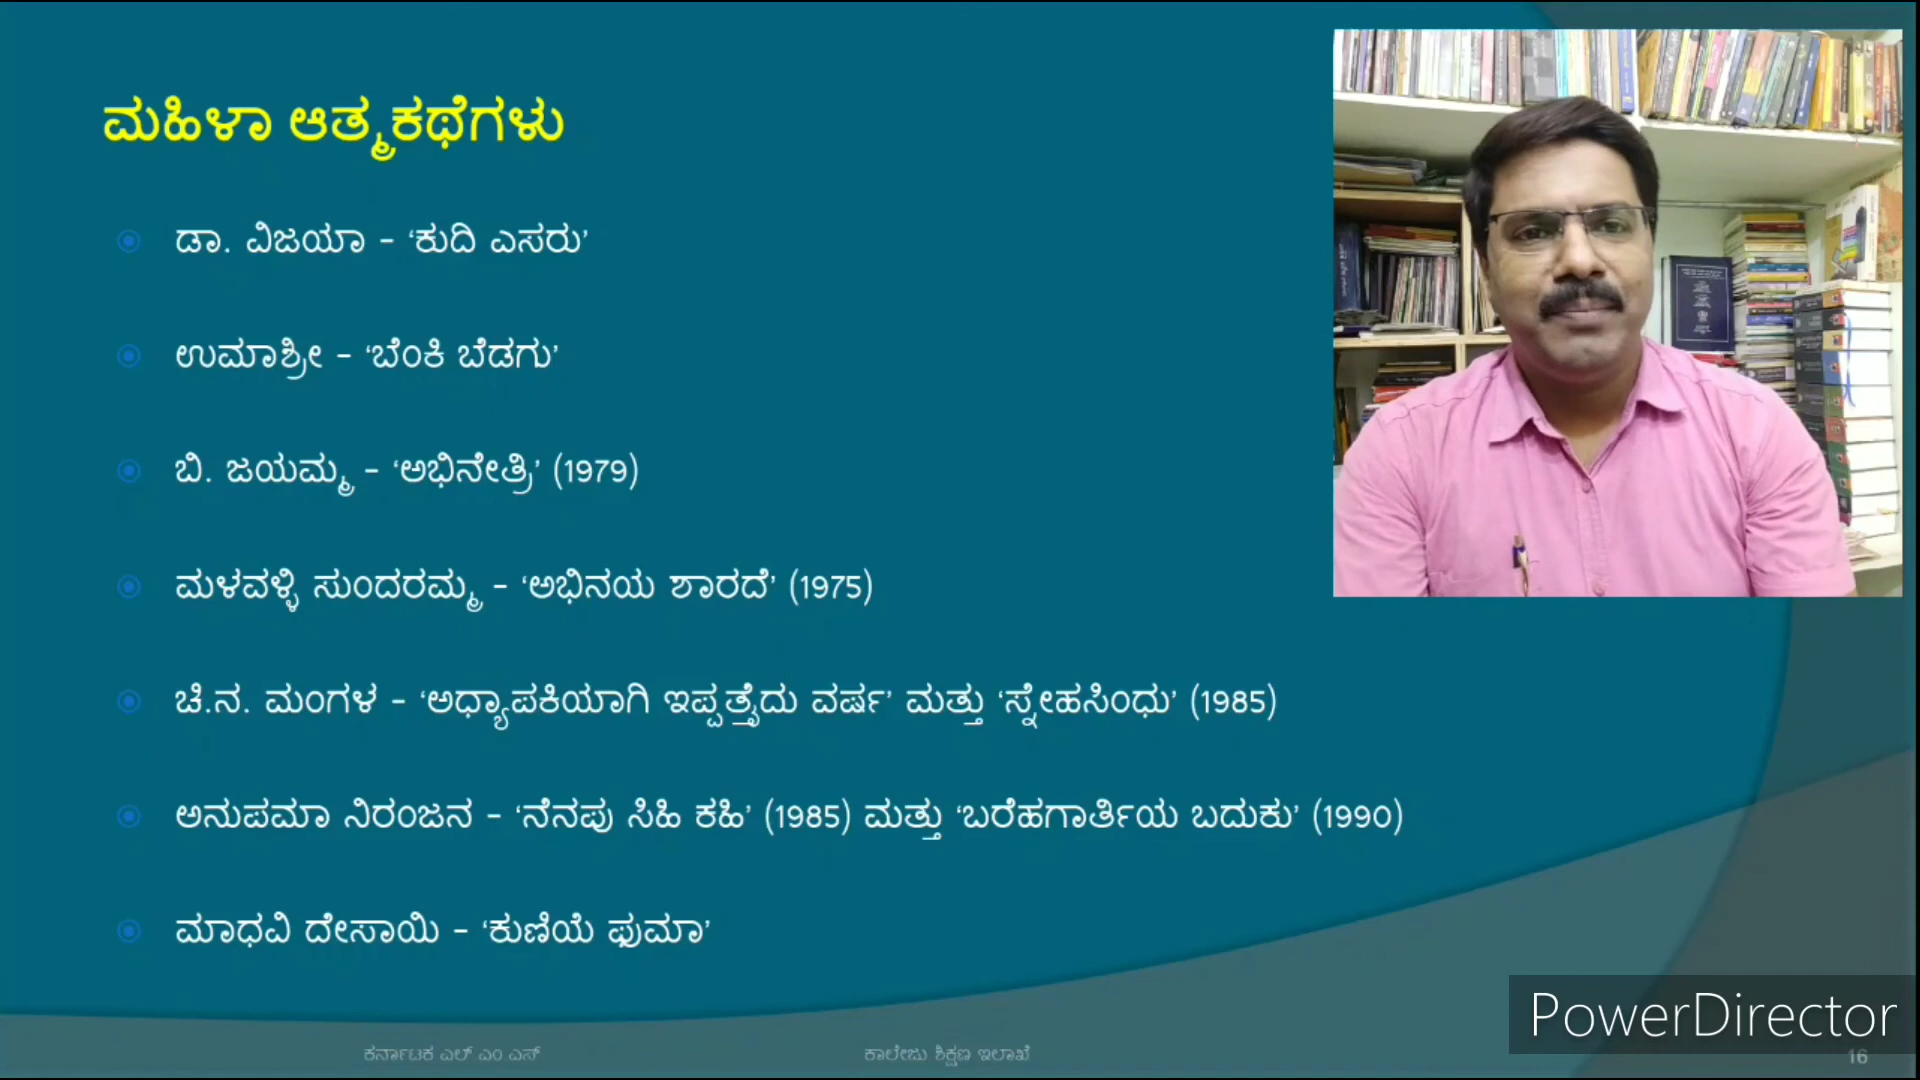 ಮಹಿಳಾ ಆತ್ಮಕಥೆಗಳು
ಡಾ. ವಿಜಯಾ – ‘ಕುದಿ ಎಸರು’
ಉಮಾಶ್ರೀ – ‘ಬೆಂಕಿ ಬೆಡಗು’
ಬಿ. ಜಯಮ್ಮ – ‘ಅಭಿನೇತ್ರಿ’ (1979)
ಮಳವಳ್ಳಿ ಸುಂದರಮ್ಮ – ‘ಅಭಿನಯ ಶಾರದೆ’ (1975)
ಚಿ.ನ. ಮಂಗಳ – ‘ಅಧ್ಯಾಪಕಿಯಾಗಿ ಇಪ್ಪತ್ತೈದು ವರ್ಷ’ ಮತ್ತು ‘ಸ್ನೇಹಸಿಂಧು’ (1985)
ಅನುಪಮಾ ನಿರಂಜನ – ‘ನೆನಪು ಸಿಹಿ ಕಹಿ’ (1985) ಮತ್ತು ‘ಬರೆಹಗಾರ್ತಿಯ ಬದುಕು’ (1990)
ಮಾಧವಿ ದೇಸಾಯಿ – ‘ಕುಣಿಯೆ ಘುಮಾ’
PowerDirector
ಕರ್ನಾಟಕ ಎಲ್ ಎಂ ಎಸ್
ಕಾಲೇಜು ಶಿಕ್ಷಣ ಇಲಾಖೆ
16